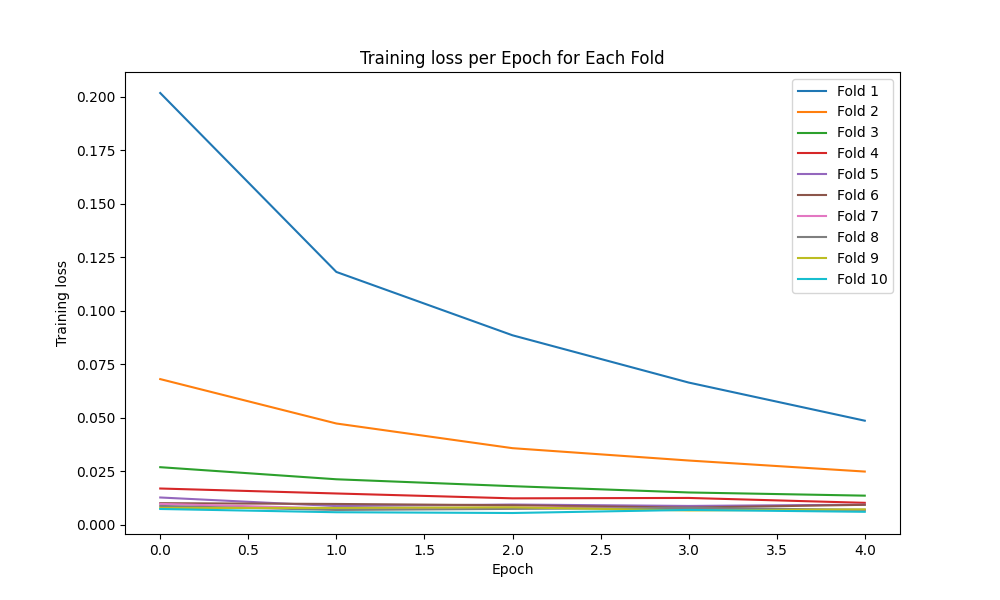 Training loss per Epoch for Each Fold
Training loss
0.200
0.175
0.150
0.125
0.100
0.075
0.050
0.025
0.000
Fold 1
Fold 2
Fold 3
Fold 4
Fold 5
Fold 6
Fold 7
Fold 8
Fold 9
Fold 10
0.0 0.5 1.0 1.5 2.0 2.5 3.0 3.5 4.0
Epoch